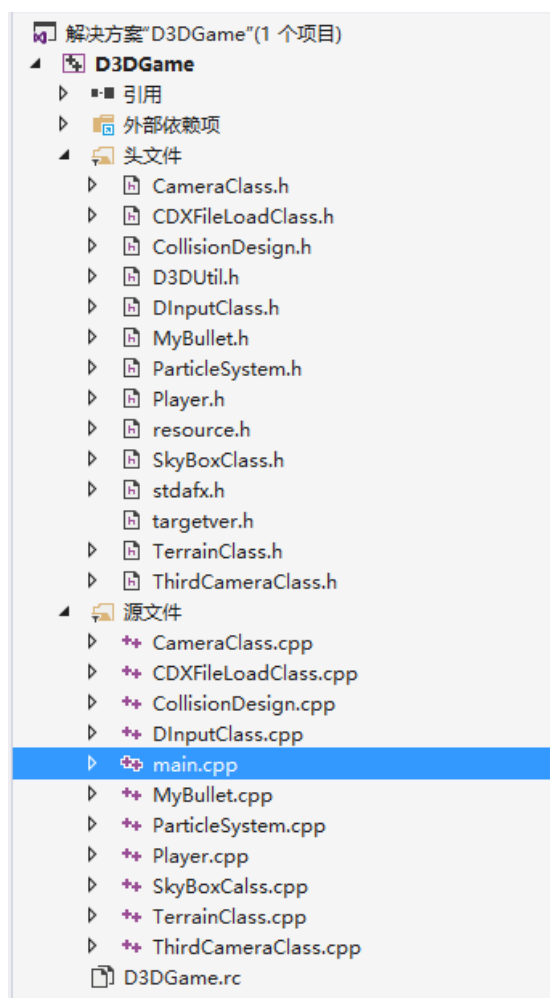 解决方案"D3DGame"(1 个项目)
D3DGame
引用
外部依赖项
头文件
CameraClass.h
CDXFileLoadClass.h
CollisionDesign.h
D3DUtil.h
DInputClass.h
MyBullet.h
ParticleSystem.h
Player.h
resource.h
SkyBoxClass.h
stdafx.h
targetver.h
TerrainClass.h
ThirdCameraClass.h
源文件
CameraClass.cpp
CDXFileLoadClass.cpp
CollisionDesign.cpp
DInputClass.cpp
main.cpp
MyBullet.cpp
ParticleSystem.cpp
Player.cpp
SkyBoxCalss.cpp
TerrainClass.cpp
ThirdCameraClass.cpp
D3DGame.rc